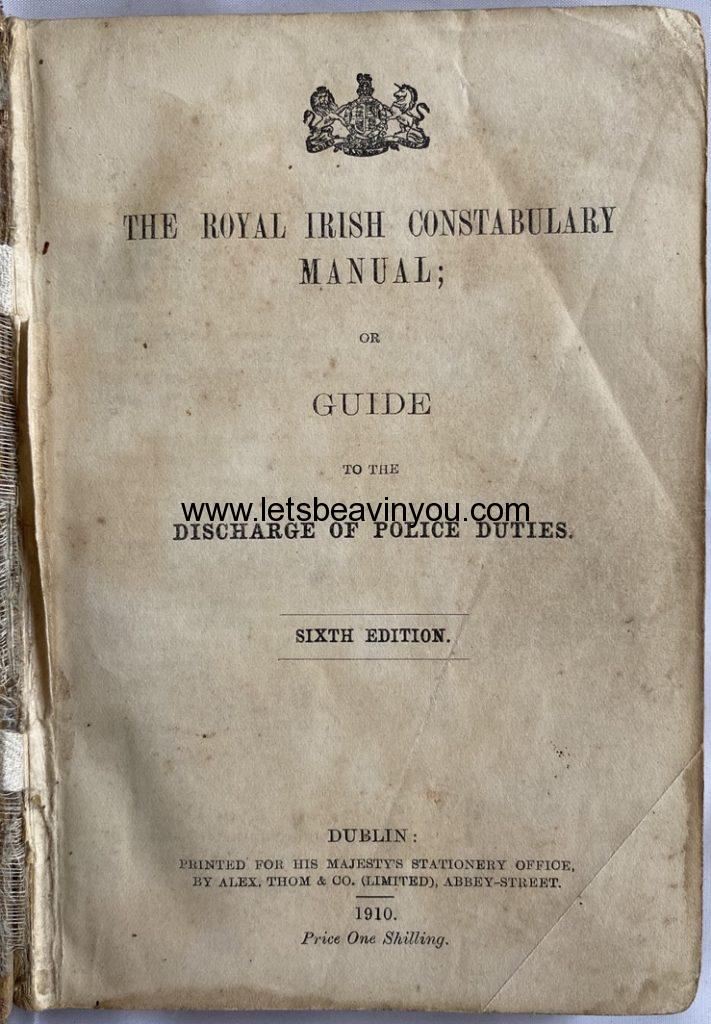 THE ROYAL IRISH CONSTABULARY
MANUAL;
OR
GUIDE
TO THE
www.letsbeavinyou.com
DISCHARGE OF POLICE DUTIES.
SIXTH EDITION.
DUBLIN:
PRINTED FOR HIS MAJESTY'S STATIONERY OFFICE,
BY ALEX. THOM & CO. (LIMITED), ABBEY-STREET.
1910.
Price One Shilling.